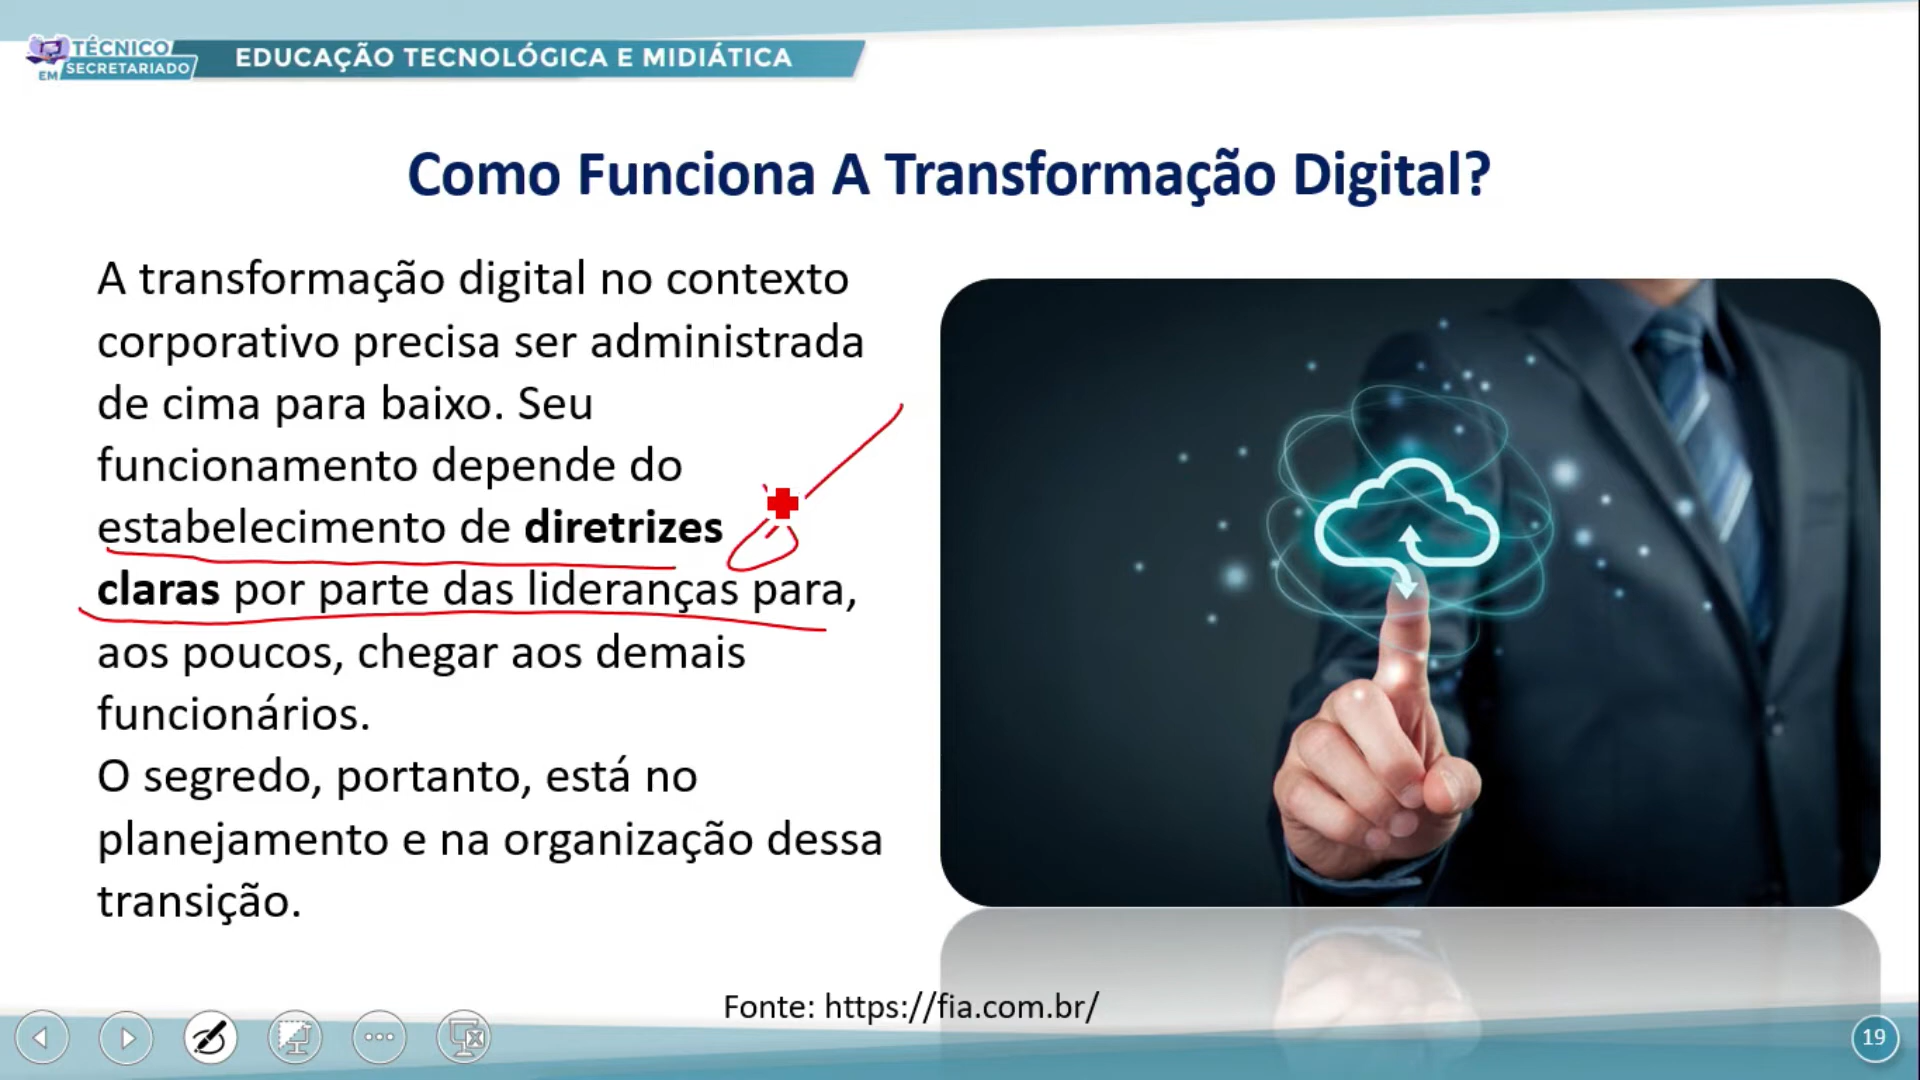 TÉCNICO
EM SECRETARIADO
EDUCAÇÃO TECNOLÓGICA E MIDIÁTICA
Como Funciona A Transformação Digital?
A transformação digital no contexto
corporativo precisa ser administrada
de cima para baixo. Seu
funcionamento depende do
estabelecimento de diretrizes
claras por parte das lideranças para,
aos poucos, chegar aos demais
funcionários.
O segredo, portanto, está no
planejamento e na organização dessa
transição.
Fonte: https://fia.com.br/
19